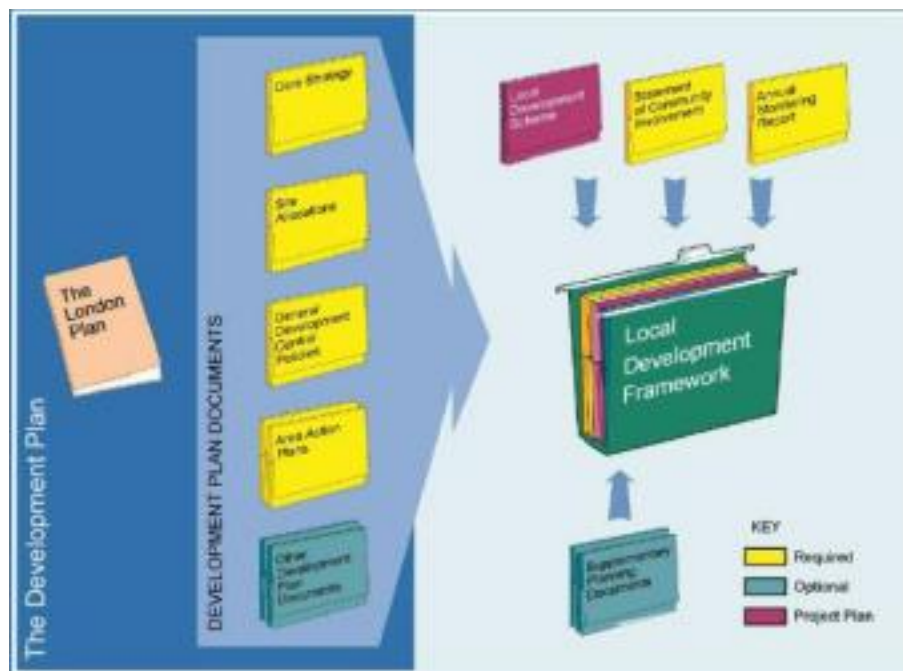 The Development Plan
The
London
Plan
DEVELOPMENT PLAN DOCUMENTS
Core Strategy
Site
Allocations
General
Development
Control
Policies
Area Action
Plans
Other
Development
Plan
Documents
Local
Development
Scheme
Statement
of Community
Involvement
Annual
Monitoring
Report
Local
Development
Framework
Supplementary
Planning
Documents
KEY
Required
Optional
Project Plan